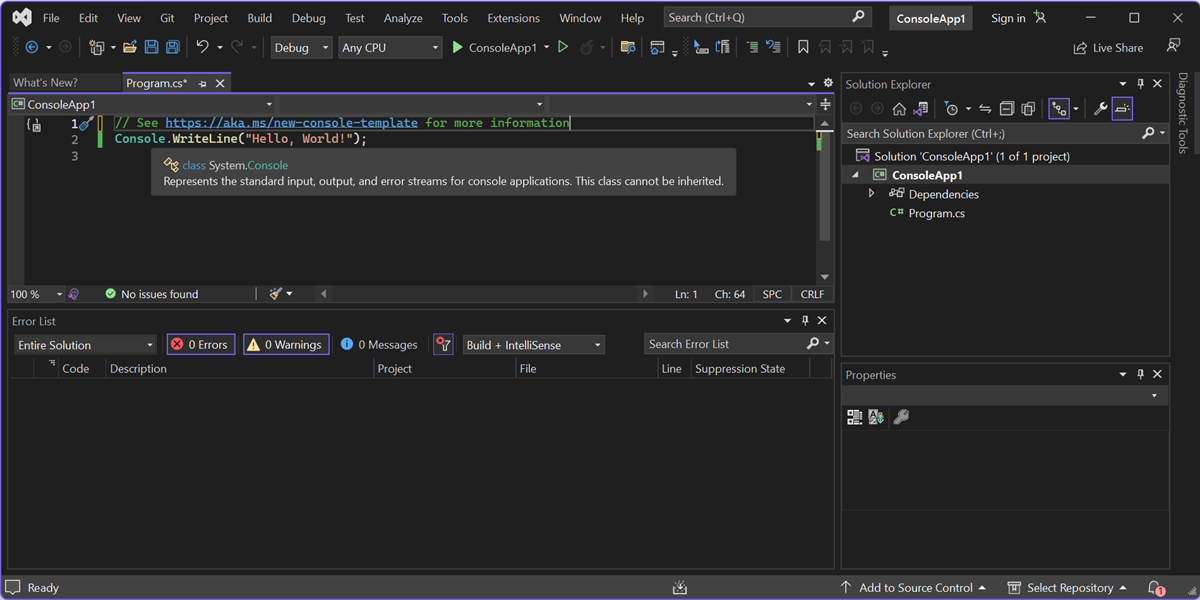 File Edit View Git Project Build Debug Test Analyze Tools Extensions Window Help Search (Ctrl+Q) ConsoleApp1 Sign in
Debug Any CPU ConsoleApp1 Live Share
What's New? Program.cs*
ConsoleApp1
1 // See https://aka.ms/new-console-template for more information
2 Console.WriteLine("Hello, World!");
3
class System.Console
Represents the standard input, output, and error streams for console applications. This class cannot be inherited.
100 % No issues found Ln: 1 Ch: 64 SPC CRLF
Error List
Entire Solution 0 Errors 0 Warnings 0 Messages Build + IntelliSense Search Error List
Code Description Project File Line Suppression State
Solution Explorer
Search Solution Explorer (Ctrl+;)
Solution 'ConsoleApp1' (1 of 1 project)
C# ConsoleApp1
Dependencies
C# Program.cs
Properties
Diagnostic Tools
Ready Add to Source Control Select Repository 1